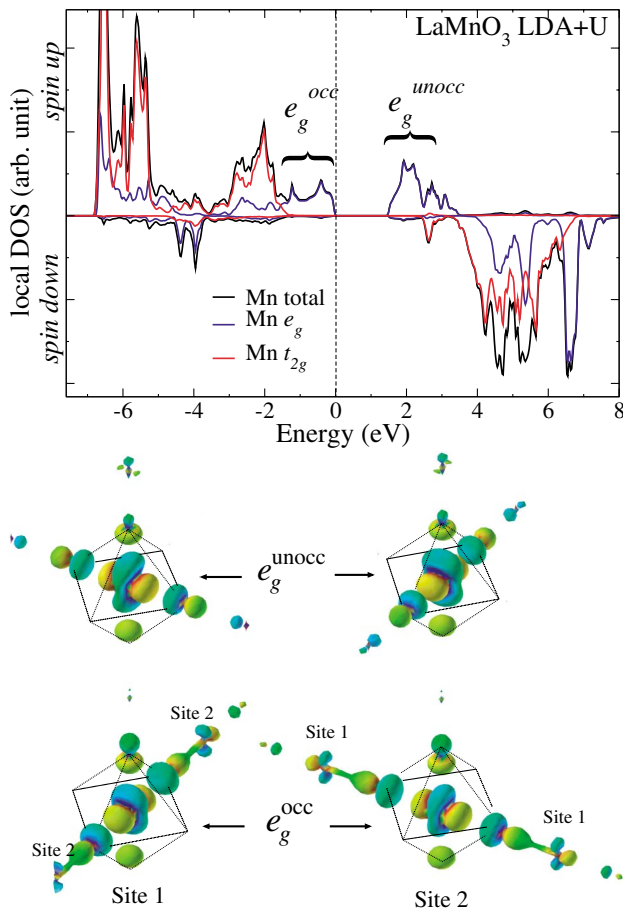 LaMnO₃ LDA+U
local DOS (arb. unit)
spin up
spin down
e_g^occ
e_g^unocc
Mn total
Mn e_g
Mn t_2g
-6 -4 -2 0 2 4 6 8
Energy (eV)
e_g^unocc
Site 2
Site 1
Site 2
e_g^occ
Site 1
Site 1
Site 2